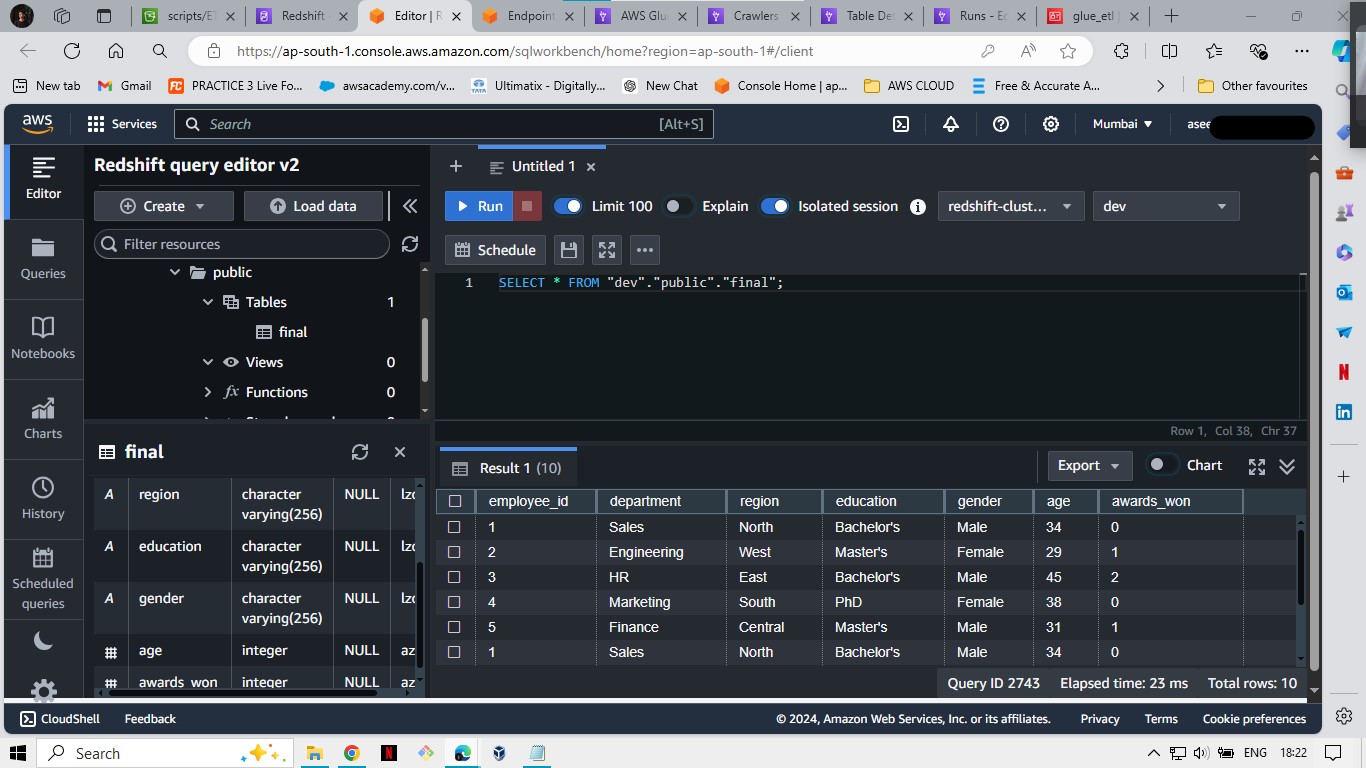 scripts/ET
Redshift
Editor | R
Endpoint
AWS Glu
Crawlers
Table De
Runs - Ec
glue_etl |
https://ap-south-1.console.aws.amazon.com/sqlworkbench/home?region=ap-south-1#/client
New tab
Gmail
PRACTICE 3 Live Fo...
awsacademy.com/v...
Ultimatix - Digitally...
New Chat
Console Home | ap...
AWS CLOUD
Free & Accurate A...
Other favourites
aws
Services
Search
[Alt+S]
Mumbai
asee
Editor
Queries
Notebooks
Charts
History
Scheduled
queries
Redshift query editor v2
Create
Load data
Filter resources
public
Tables 1
final
Views 0
Functions 0
final
A region character varying(256) NULL lzo
A education character varying(256) NULL lzo
A gender character varying(256) NULL lzo
age integer NULL az
awards_won integer NULL az
Untitled 1
Run
Limit 100
Explain
Isolated session
redshift-clust...
dev
Schedule
1 SELECT * FROM "dev"."public"."final";
Row 1, Col 38, Chr 37
Result 1 (10)
Export
Chart
employee_id department region education gender age awards_won
1 Sales North Bachelor's Male 34 0
2 Engineering West Master's Female 29 1
3 HR East Bachelor's Male 45 2
4 Marketing South PhD Female 38 0
5 Finance Central Master's Male 31 1
1 Sales North Bachelor's Male 34 0
Query ID 2743 Elapsed time: 23 ms Total rows: 10
CloudShell
Feedback
© 2024, Amazon Web Services, Inc. or its affiliates.
Privacy
Terms
Cookie preferences
Search
ENG
18:22